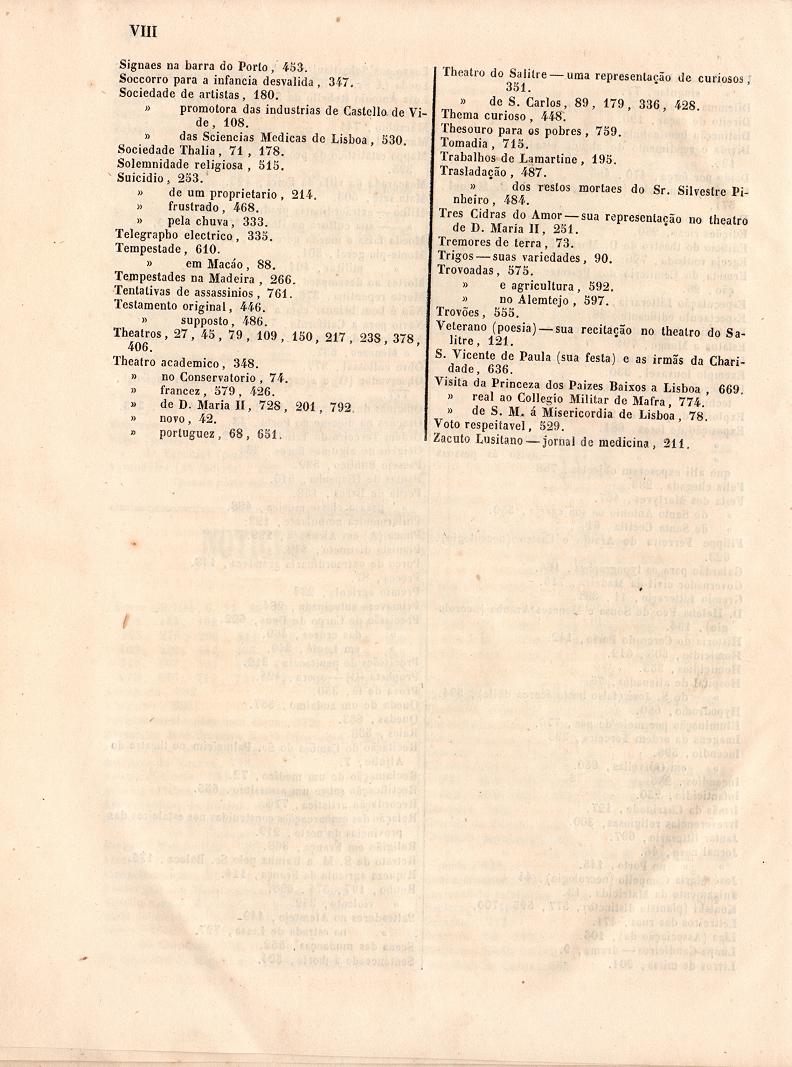 VIII
Signaes na barra do Porto, 453.
Soccorro para a infancia desvalida, 347.
Sociedade de artistas, 180.
» promotora das industrias de Castello de Vi-
de, 108.
» das Sciencias Medicas de Lisboa, 530.
Sociedade Thalia, 71, 178.
Solemnidade religiosa, 515.
Suicidio, 253.
» de um proprietario, 214.
» frustrado, 468.
» pela chuva, 333.
Telegrapho electrico, 335.
Tempestade, 610.
» em Macáo, 88.
Tempestades na Madeira, 266.
Tentativas de assassinios, 761.
Testamento original, 446.
» supposto, 486.
Theatros, 27, 45, 79, 109, 150, 217, 238, 378,
406.
Theatro academico, 348.
» no Conservatorio, 74.
» francez, 579, 426.
» de D. Maria II, 728, 201, 792.
» novo, 42.
» portuguez, 68, 651.
Theatro do Salitre — uma representação de curiosos,
351.
» de S. Carlos, 89, 179, 336, 428.
Thema curioso, 448.
Thesouro para os pobres, 759.
Tomadia, 715.
Trabalhos de Lamartine, 195.
Trasladação, 487.
» dos restos mortaes do Sr. Silvestre Pi-
nheiro, 484.
Tres Cidras do Amor — sua representação no theatro
de D. Maria II, 251.
Tremores de terra, 73.
Trigos — suas variedades, 90.
Trovoadas, 575.
» e agricultura, 592.
» no Alemtejo, 597.
Trovões, 555.
Veterano (poesia) — sua recitação no theatro do Sa-
litre, 121.
S. Vicente de Paula (sua festa) e as irmãs da Chari-
dade, 636.
Visita da Princeza dos Paizes Baixos a Lisboa, 669.
» real ao Collegio Militar de Mafra, 774.
» de S. M. á Misericordia de Lisboa, 78.
Voto respeitavel, 529.
Zacuto Lusitano — jornal de medicina, 211.